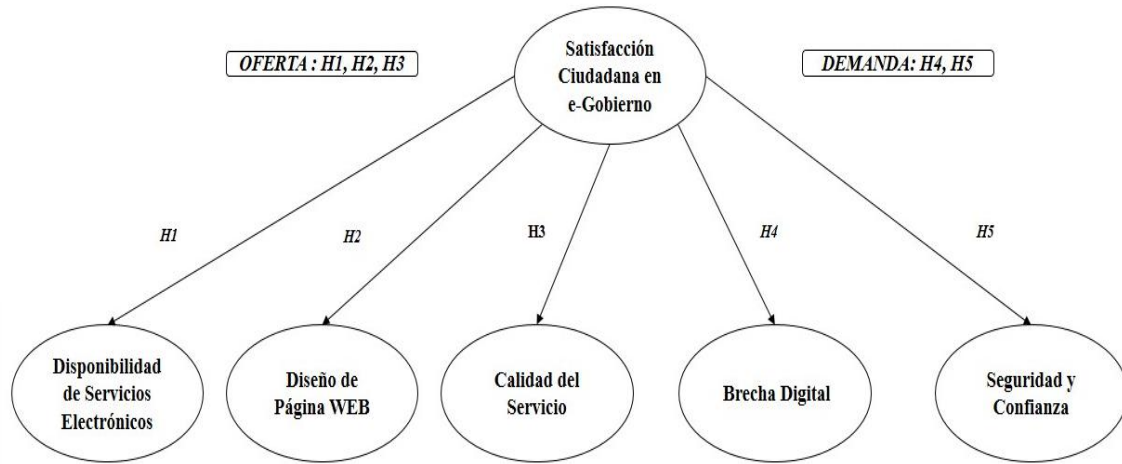 OFERTA : H1, H2, H3
Satisfacción
Ciudadana en
e-Gobierno
DEMANDA: H4, H5
H1
H2
H3
H4
H5
Disponibilidad
de Servicios
Electrónicos
Diseño de
Página WEB
Calidad del
Servicio
Brecha Digital
Seguridad y
Confianza